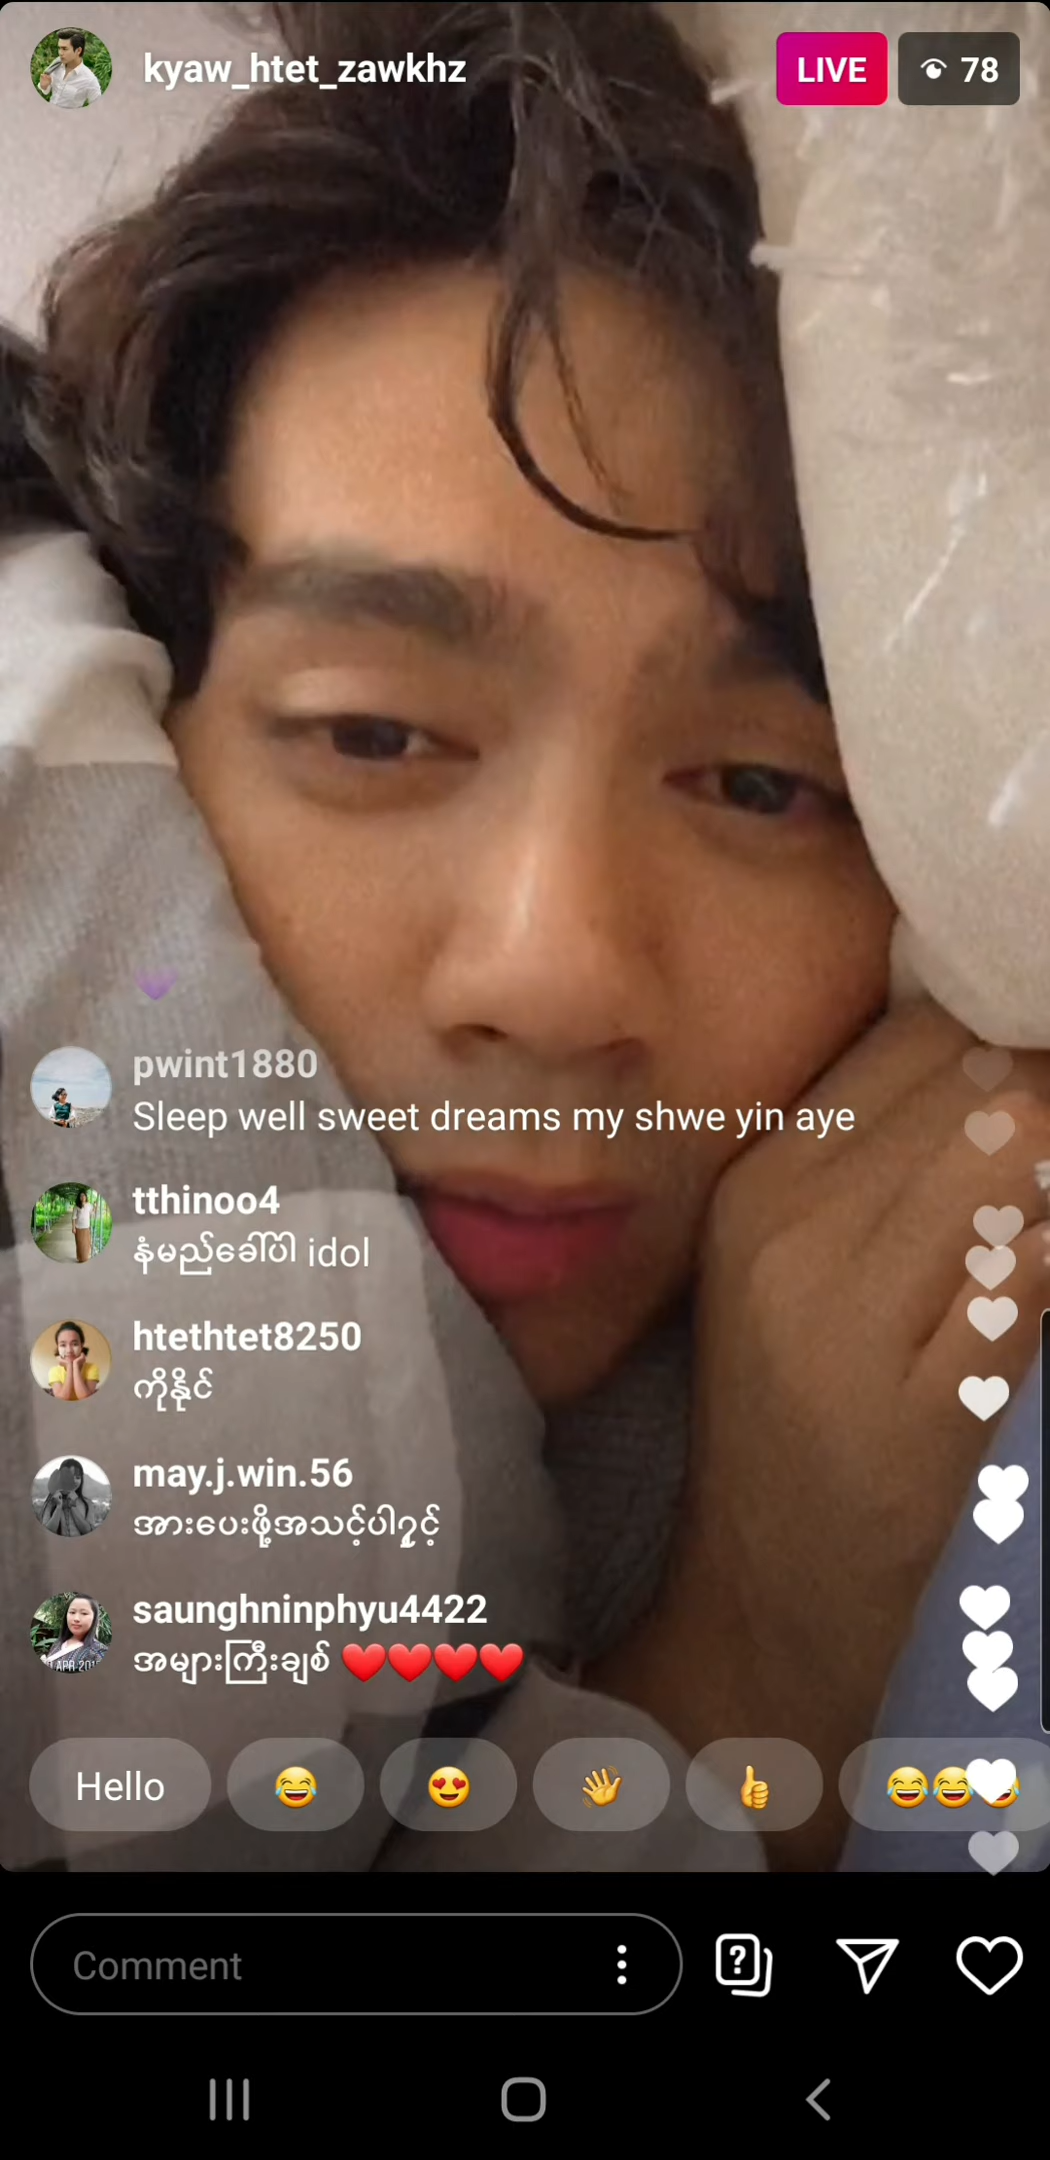 kyaw_htet_zawkhz
LIVE
78
pwint1880
Sleep well sweet dreams my shwe yin aye
tthinoo4
နံမည်ခေါ်ပါ idol
htethtet8250
ကိုနိုင်
may.j.win.56
အားပေးဖို့အသင့်ပါ၇ှင့်
saunghninphyu4422
အများကြီးချစ် ❤️❤️❤️❤️
Hello 😂 😍 👋 👍 😂😂😂
Comment